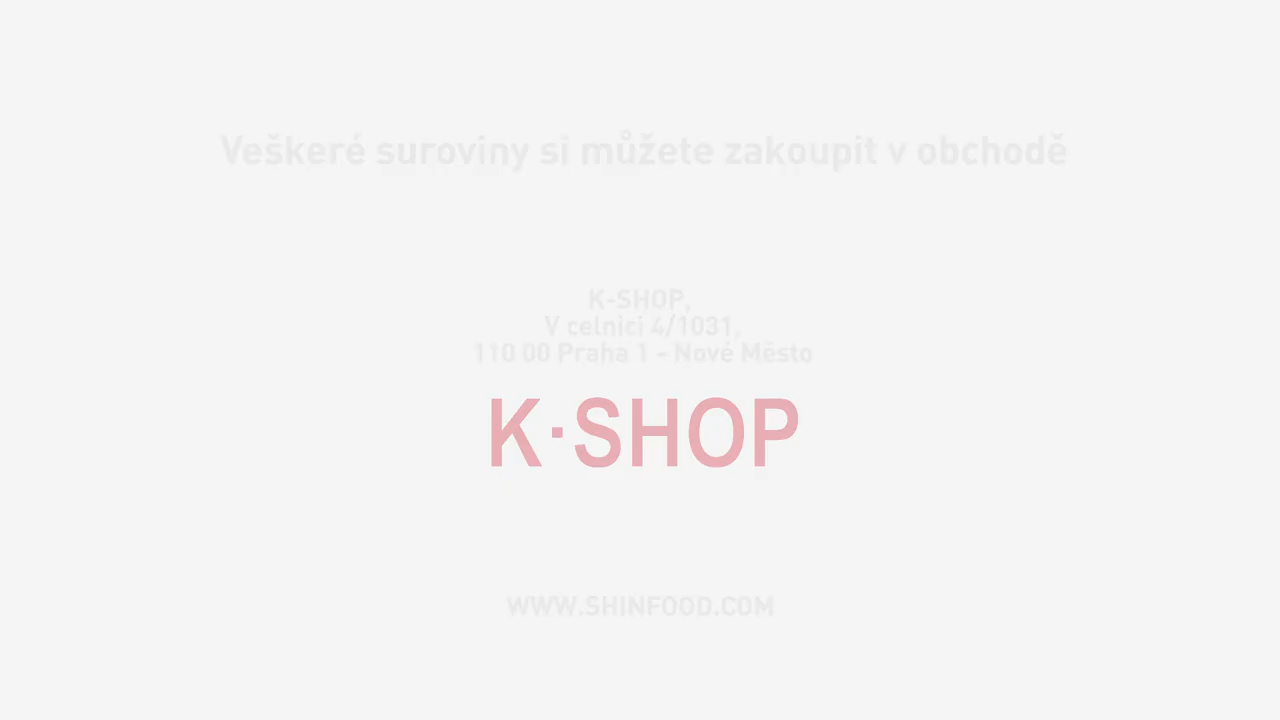 Veškeré suroviny si můžete zakoupit v obchodě
K-SHOP,
V celnici 4/1031,
110 00 Praha 1 - Nové Město
K·SHOP
WWW.SHINFOOD.COM